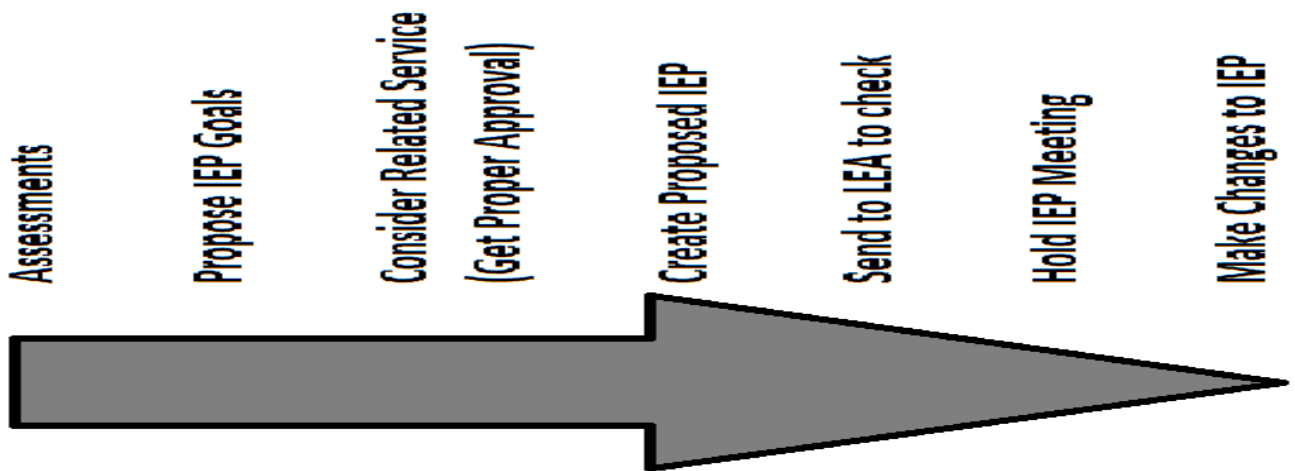 Assessments
Propose IEP Goals
Consider Related Service
(Get Proper Approval)
Create Proposed IEP
Send to LEA to check
Hold IEP Meeting
Make Changes to IEP